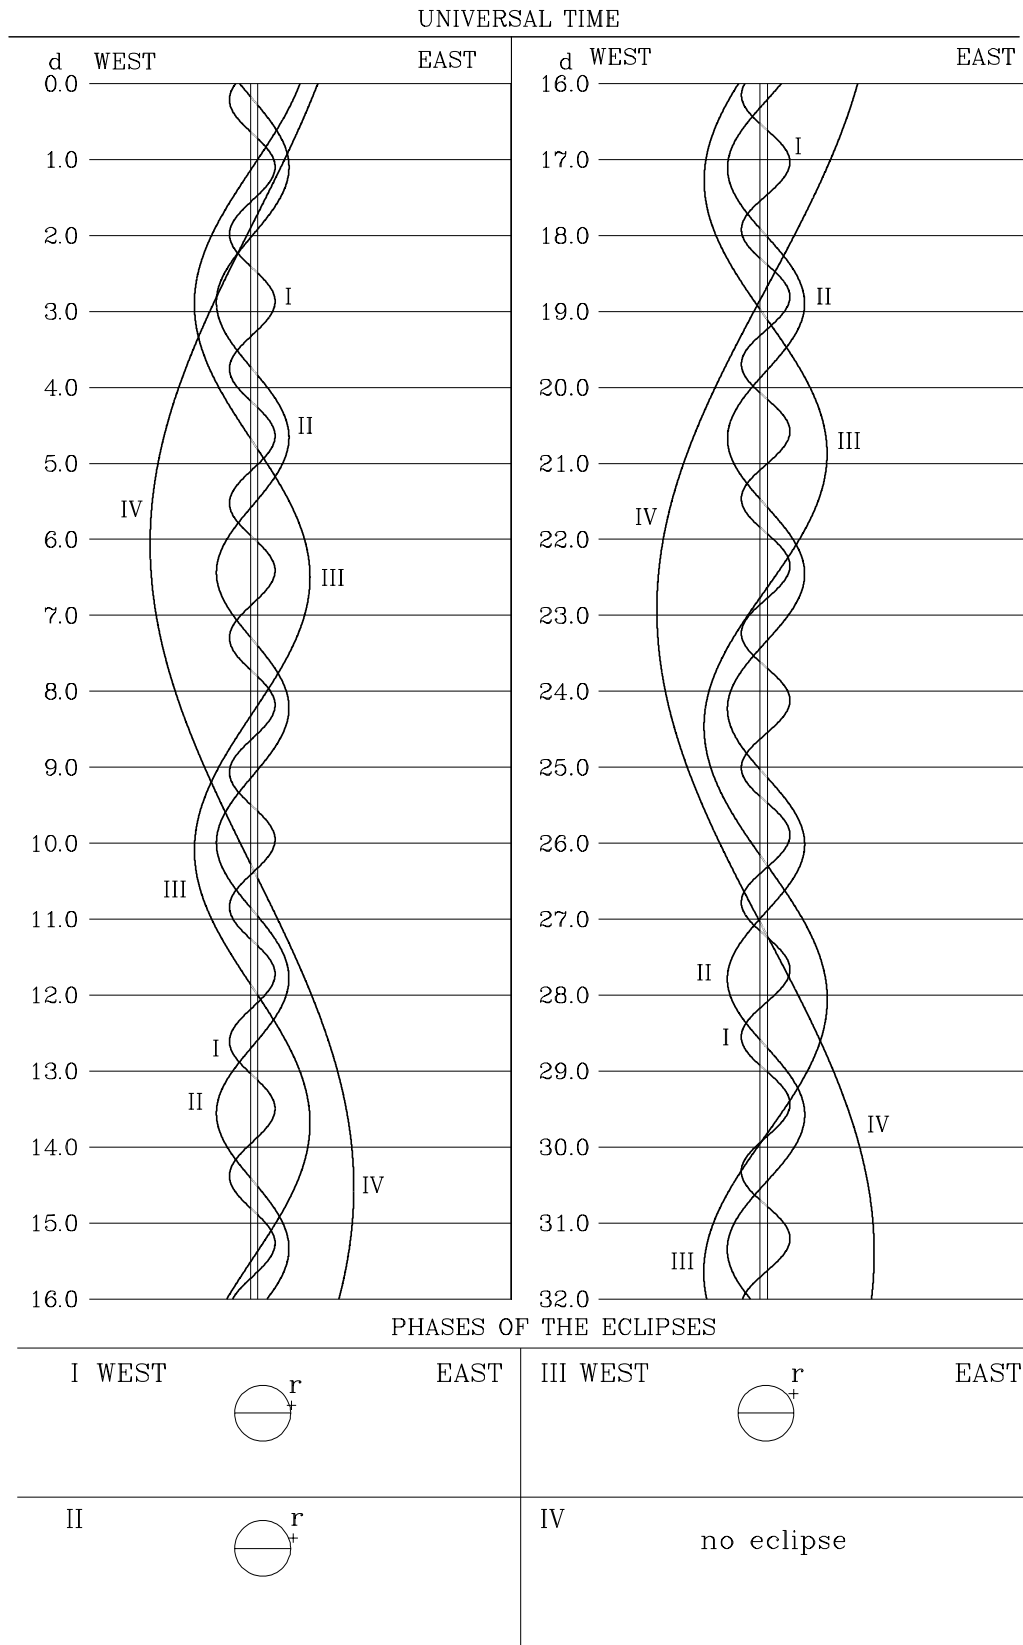 UNIVERSAL TIME
d WEST EAST
0.0
1.0
2.0
I
3.0
4.0
II
5.0
IV
6.0
III
7.0
8.0
9.0
10.0
III
11.0
12.0
I
13.0
II
14.0
IV
15.0
16.0
d WEST EAST
16.0
I
17.0
18.0
II
19.0
20.0
III
21.0
IV
22.0
23.0
24.0
25.0
26.0
27.0
II
28.0
I
29.0
IV
30.0
31.0
III
32.0
PHASES OF THE ECLIPSES
I WEST EAST
r
III WEST EAST
r
II
r
IV
no eclipse